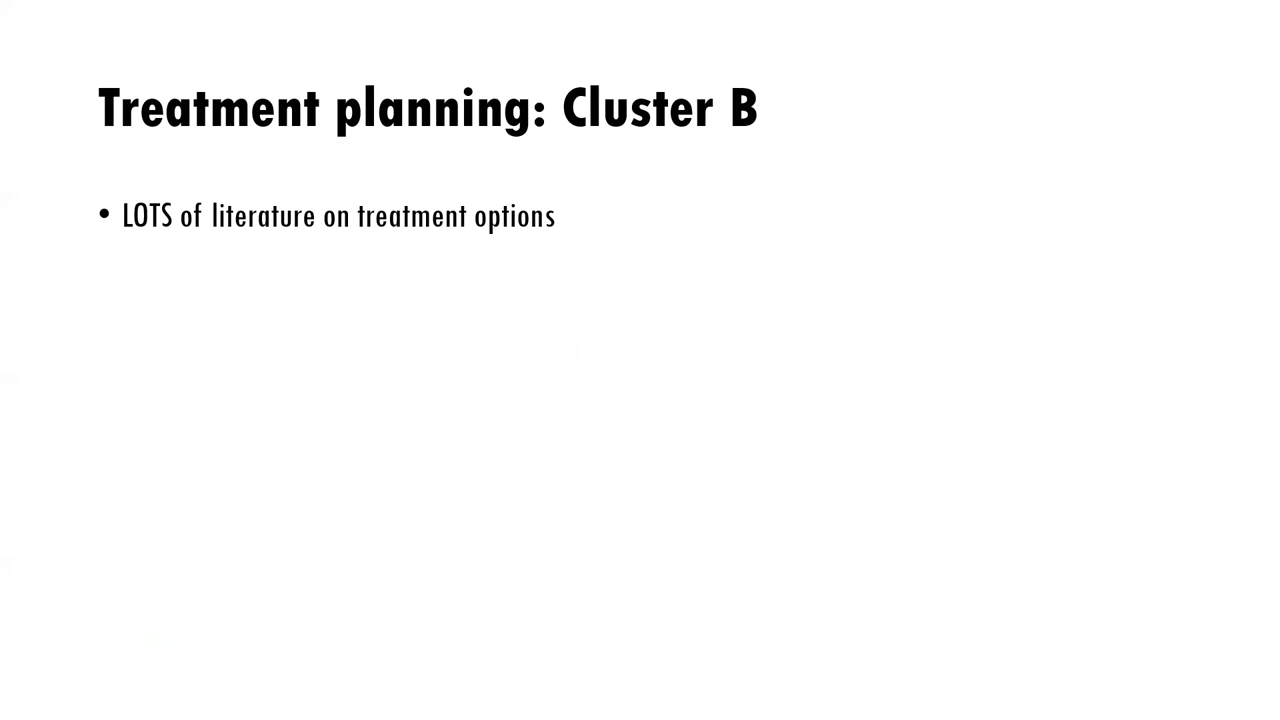 Treatment planning: Cluster B
• LOTS of literature on treatment options